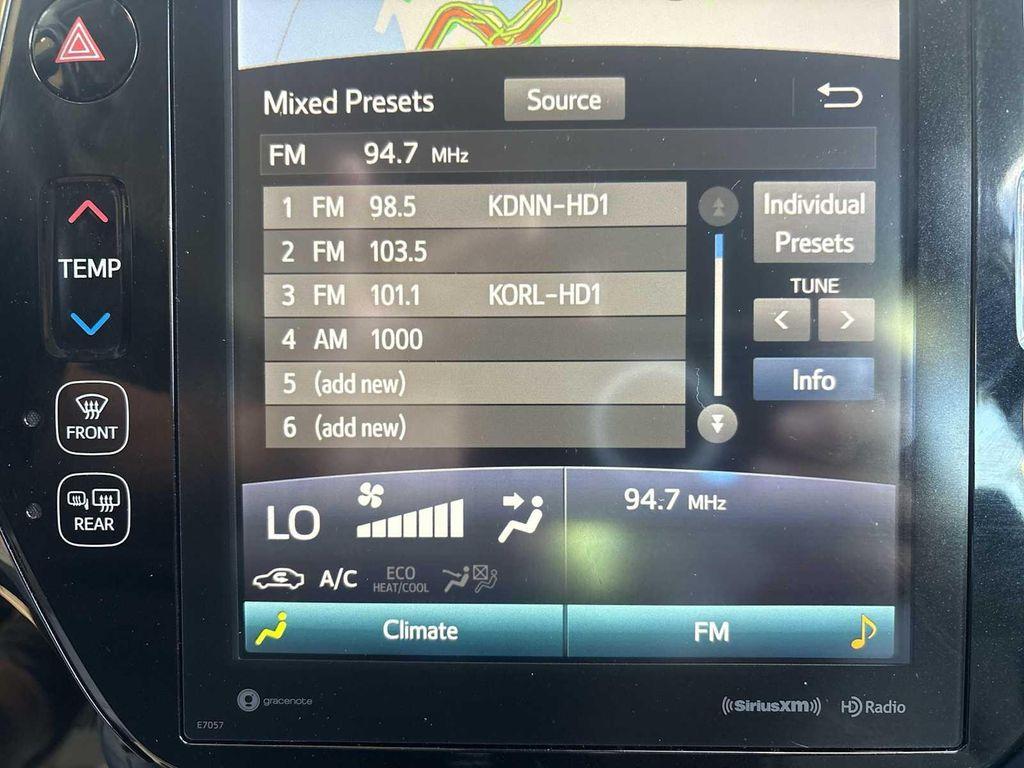 Mixed Presets Source
FM 94.7 MHz
1 FM 98.5 KDNN-HD1
2 FM 103.5
3 FM 101.1 KORL-HD1
4 AM 1000
5 (add new)
6 (add new)
Individual
Presets
TUNE
< >
Info
TEMP
FRONT
REAR
LO
94.7 MHz
A/C
ECO
HEAT/COOL
Climate
FM
gracenote
E7057
((SiriusXM))
HD Radio